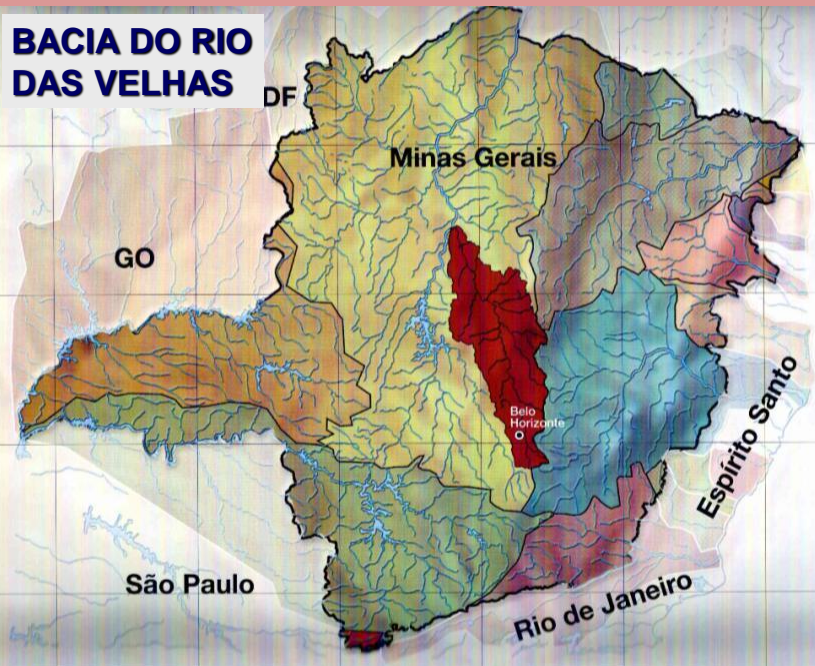 BACIA DO RIO
DAS VELHAS
DF
Minas Gerais
GO
Belo
Horizonte
Espírito Santo
São Paulo
Rio de Janeiro